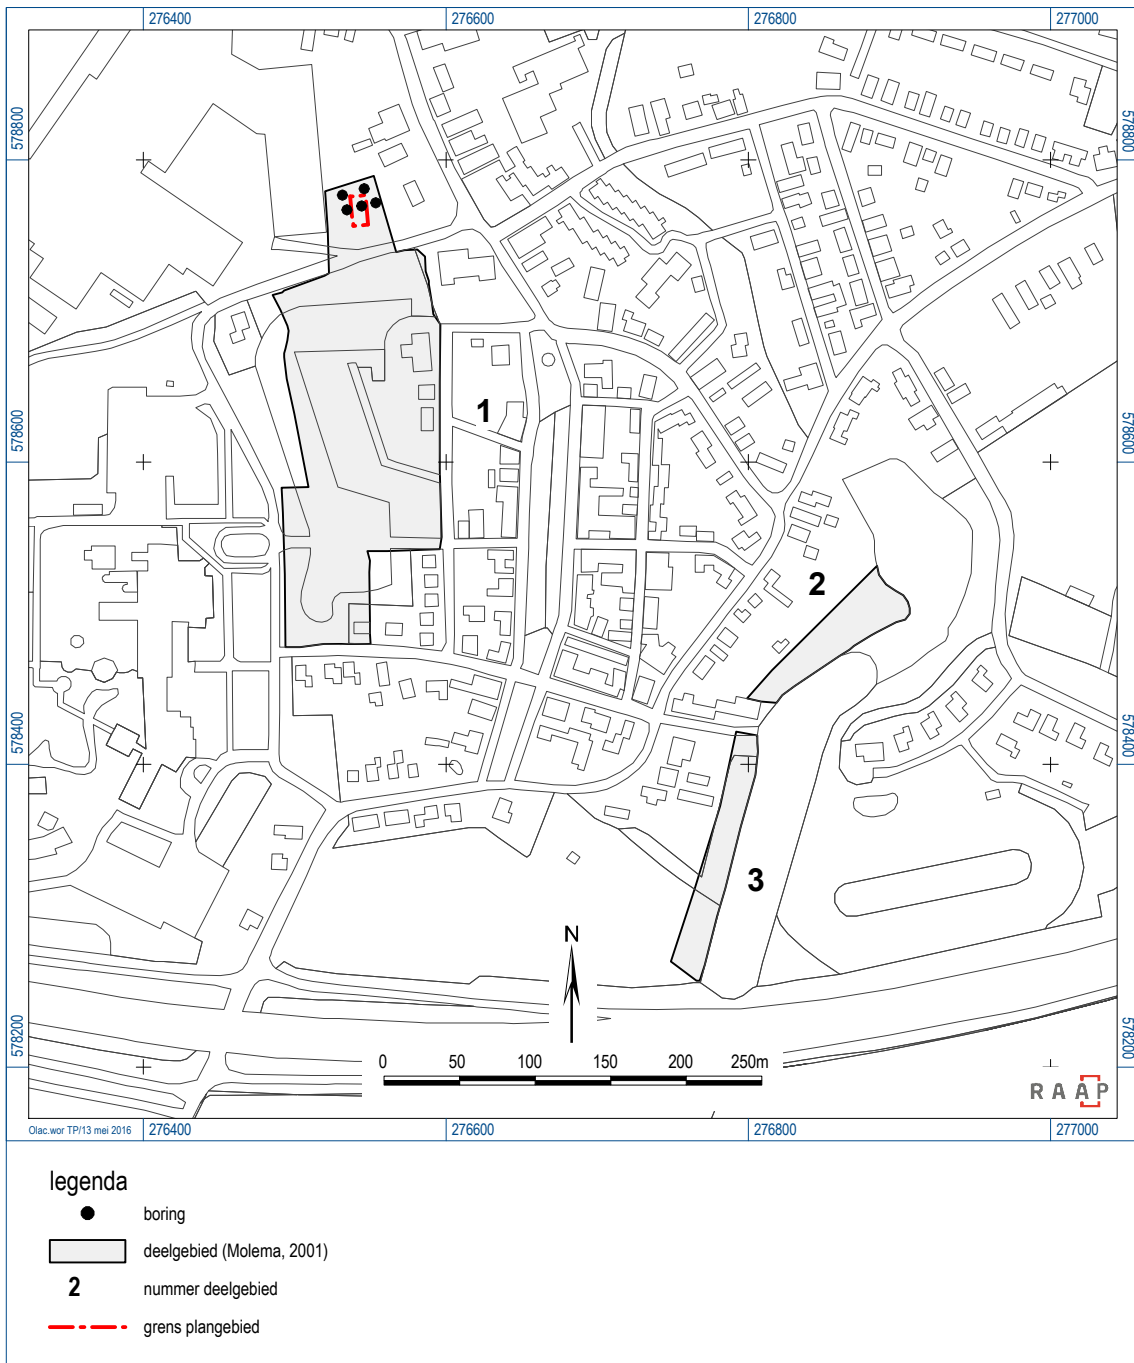 276400
276600
276800
277000
578800
578800
578600
578600
578400
578400
578200
578200
1
2
3
N
0
50
100
150
200
250m
RAAP
Olac.wor TP/13 mei 2016
276400
276600
276800
277000
legenda
boring
deelgebied (Molema, 2001)
2
nummer deelgebied
grens plangebied